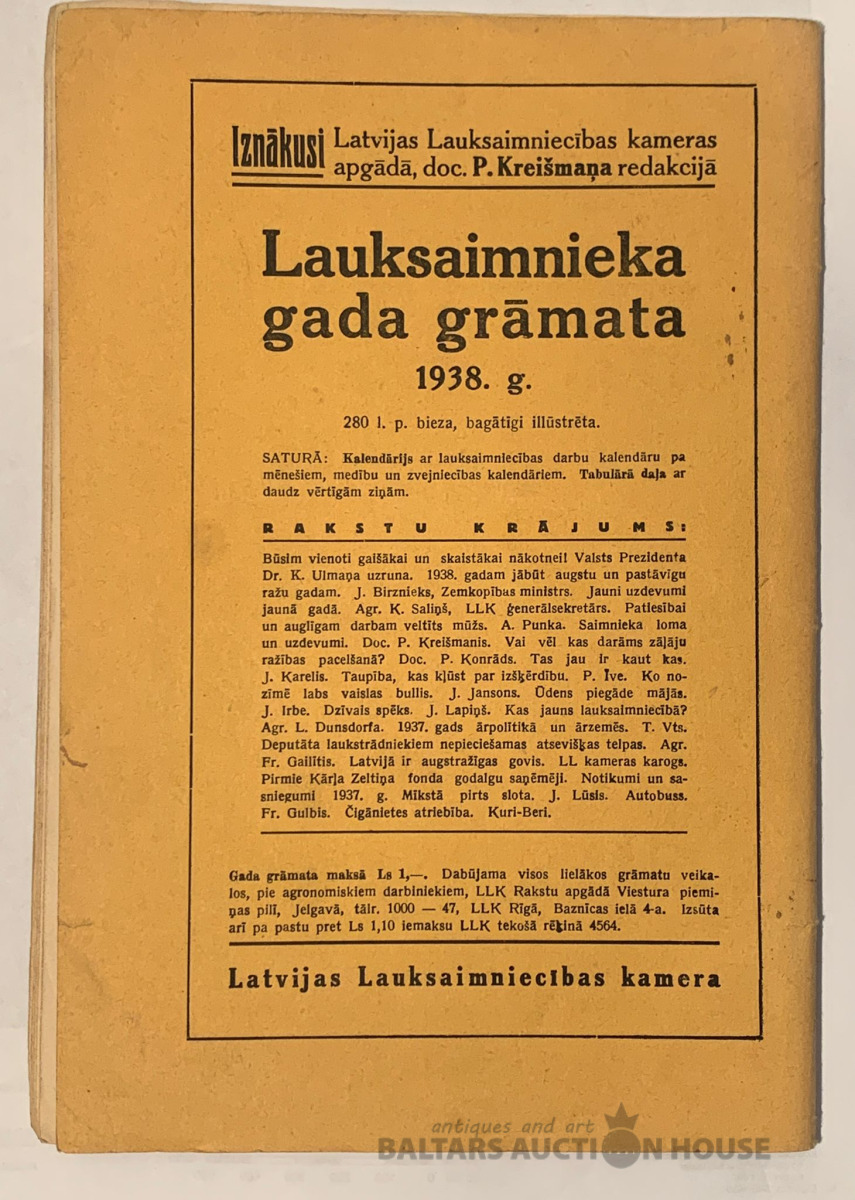 Iznākusi Latvijas Lauksaimniecības kameras
apgādā, doc. P. Kreišmaņa redakcijā
Lauksaimnieka
gada grāmata
1938. g.
280 l. p. bieza, bagātīgi illūstrēta.
SATURĀ: Kalendārijs ar lauksaimniecības darbu kalendāru pa
mēnešiem, medību un zvejniecības kalendāriem. Tabulārā daļa ar
daudz vērtīgām ziņām.
RAKSTU KRĀJUMS:
Būsim vienoti gaišākai un skaistākai nākotnei! Valsts Prezidenta
Dr. K. Ulmaņa uzruna. 1938. gadam jābūt augstu un pastāvīgu
ražu gadam. J. Birznieks, Zemkopības ministrs. Jauni uzdevumi
jaunā gadā. Agr. K. Saliņš, LLK ģenerālsekretārs. Patiesībai
un auglīgam darbam veltīts mūžs. A. Punka. Saimnieka loma
un uzdevumi. Doc. P. Kreišmanis. Vai vēl kas darāms zāļāju
ražības pacelšanā? Doc. P. Konrāds. Tas jau ir kaut kas.
J. Karelis. Taupība, kas kļūst par izšķērdību. P. Īve. Ko no-
zīmē labs vaislas bullis. J. Jansons. Ūdens piegāde mājās.
J. Irbe. Dzīvais spēks. J. Lapiņš. Kas jauns lauksaimniecībā?
Agr. L. Dunsdorfa. 1937. gads ārpolītikā un ārzemēs. T. Vts.
Deputāta laukstrādniekiem nepieciešamas atsevišķas telpas. Agr.
Fr. Gailītis. Latvijā ir augstražīgas govis. LL kameras karogs.
Pirmie Kārļa Zeltiņa fonda godalgu saņēmēji. Notikumi un sa-
sniegumi 1937. g. Mīkstā pirts slota. J. Lūsis. Autobuss.
Fr. Gulbis. Čigānietes atriebība. Kuri-Beri.
Gada grāmata maksā Ls 1,—. Dabūjama visos lielākos grāmatu veika-
los, pie agronomiskiem darbiniekiem, LLK Rakstu apgādā Viestura piemi-
ņas pilī, Jelgavā, tālr. 1000 — 47, LLK Rīgā, Baznīcas ielā 4-a. Izsūta
arī pa pastu pret Ls 1,10 iemaksu LLK tekošā rēķinā 4564.
Latvijas Lauksaimniecības kamera
antiques and art
BALTARS AUCTION HOUSE